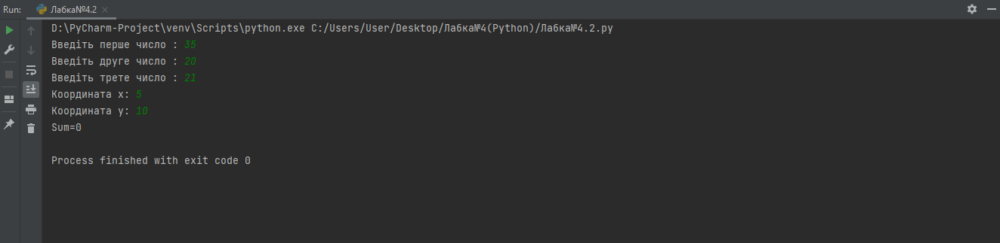 Run: Лабка№4.2
D:\PyCharm-Project\venv\Scripts\python.exe C:/Users/User/Desktop/Лабка№4(Python)/Лабка№4.2.py
Введіть перше число : 35
Введіть друге число : 20
Введіть трете число : 21
Координата x: 5
Координата y: 10
Sum=0
Process finished with exit code 0